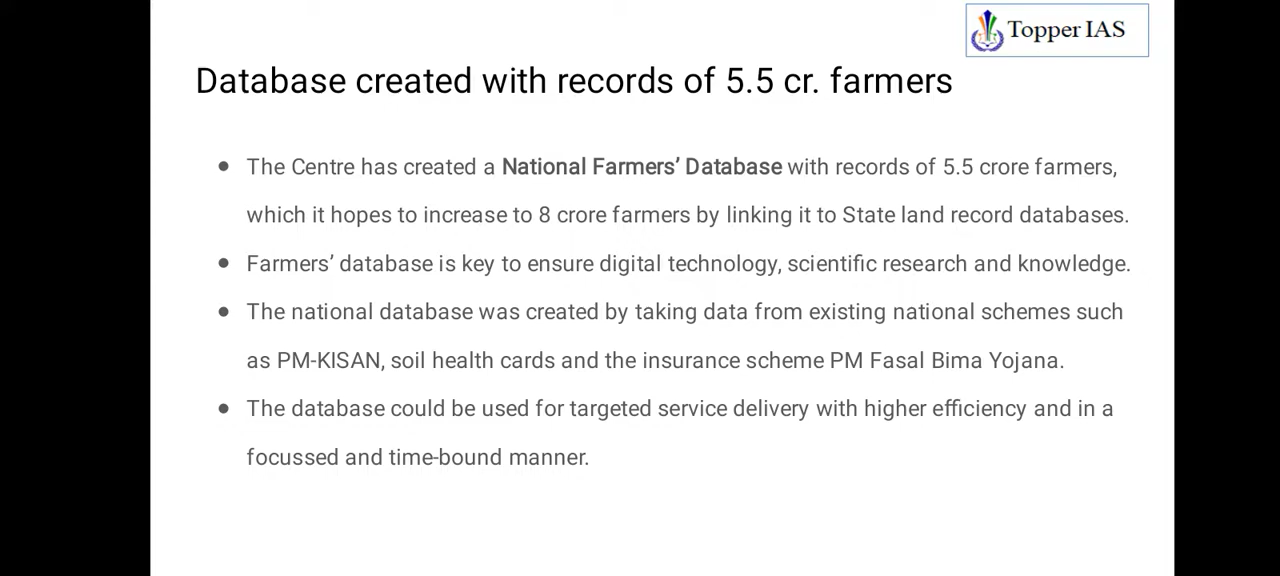 Topper IAS
Database created with records of 5.5 cr. farmers
● The Centre has created a National Farmers’ Database with records of 5.5 crore farmers,
which it hopes to increase to 8 crore farmers by linking it to State land record databases.
● Farmers’ database is key to ensure digital technology, scientific research and knowledge.
● The national database was created by taking data from existing national schemes such
as PM-KISAN, soil health cards and the insurance scheme PM Fasal Bima Yojana.
● The database could be used for targeted service delivery with higher efficiency and in a
focussed and time-bound manner.